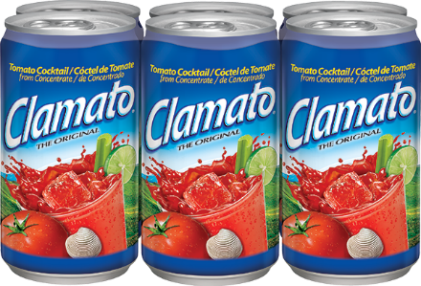 Tomato Cocktail / Cóctel de Tomate
from Concentrate / de Concentrado
Clamato
THE ORIGINAL
Tomato Cocktail / Cóctel de Tomate
from Concentrate / de Concentrado
Clamato
THE ORIGINAL
Tomato Cocktail / Cóctel de Tomate
from Concentrate / de Concentrado
Clamato
THE ORIGINAL